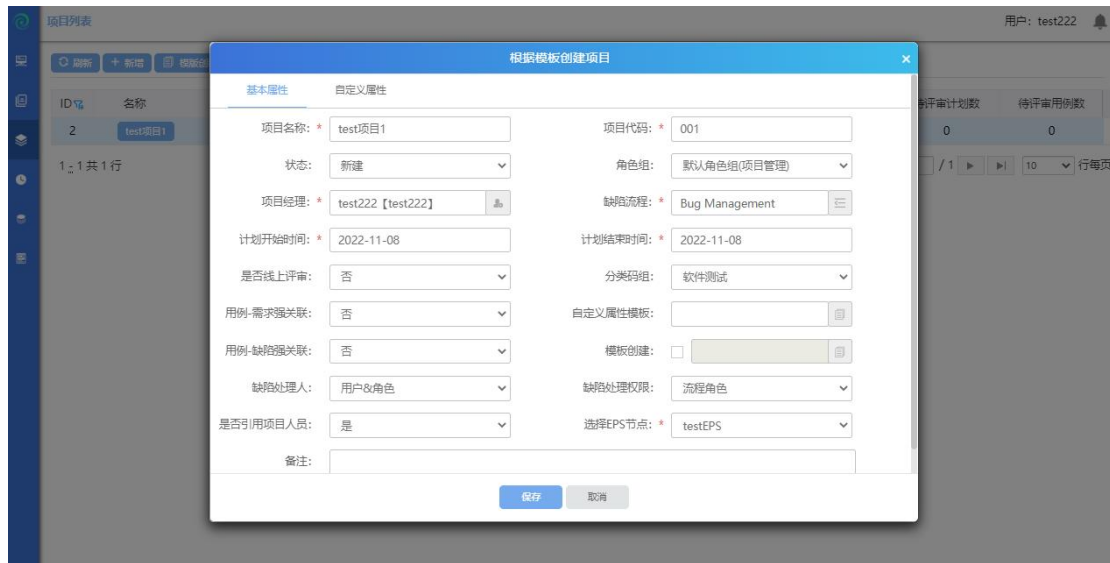 项目列表
用户: test222
刷新
+ 新增
模版创
根据模板创建项目
×
基本属性
自定义属性
ID
名称
待评审计划数
待评审用例数
2
test项目1
0
0
1 - 1 共 1 行
/ 1
10
行每页
项目名称: * test项目1
项目代码: * 001
状态: 新建
角色组: 默认角色组(项目管理)
项目经理: * test222【test222】
缺陷流程: * Bug Management
计划开始时间: * 2022-11-08
计划结束时间: * 2022-11-08
是否线上评审: 否
分类码组: 软件测试
用例-需求强关联: 否
自定义属性模板:
用例-缺陷强关联: 否
模板创建:
缺陷处理人: 用户&角色
缺陷处理权限: 流程角色
是否引用项目人员: 是
选择EPS节点: * testEPS
备注:
保存
取消